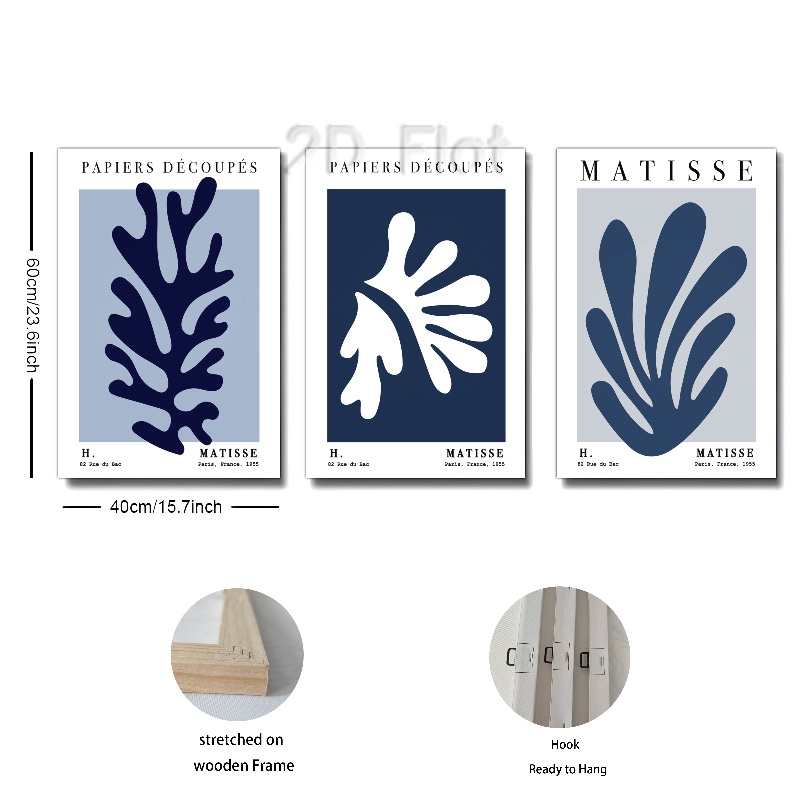 2D Flat
PAPIERS DÉCOUPÉS
H. MATISSE
82 Rue du Bac Paris, France, 1955
PAPIERS DÉCOUPÉS
H. MATISSE
82 Rue du Bac Paris, France, 1955
MATISSE
H. MATISSE
82 Rue du Bac Paris, France, 1955
60cm/23.6inch
40cm/15.7inch
stretched on
wooden Frame
Hook
Ready to Hang